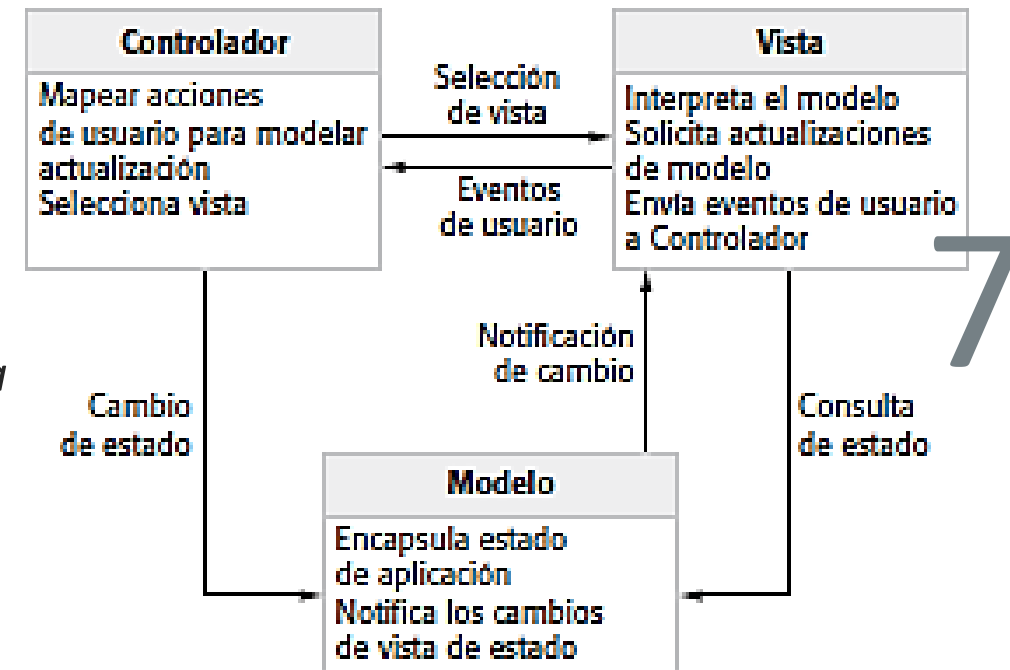 Controlador
Mapear acciones
de usuario para modelar
actualización
Selecciona vista
Selección
de vista
Eventos
de usuario
Vista
Interpreta el modelo
Solicita actualizaciones
de modelo
Envía eventos de usuario
a Controlador
7
Notificación
de cambio
Cambio
de estado
Consulta
de estado
Modelo
Encapsula estado
de aplicación
Notifica los cambios
de vista de estado